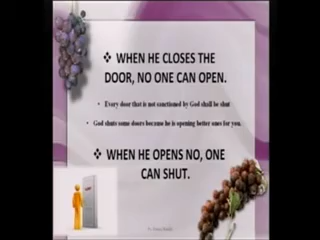 ❖ WHEN HE CLOSES THE
DOOR, NO ONE CAN OPEN.
• Every door that is not sanctioned by God shall be shut
• God shuts some doors because he is opening better ones for you.
❖ WHEN HE OPENS NO, ONE
CAN SHUT.